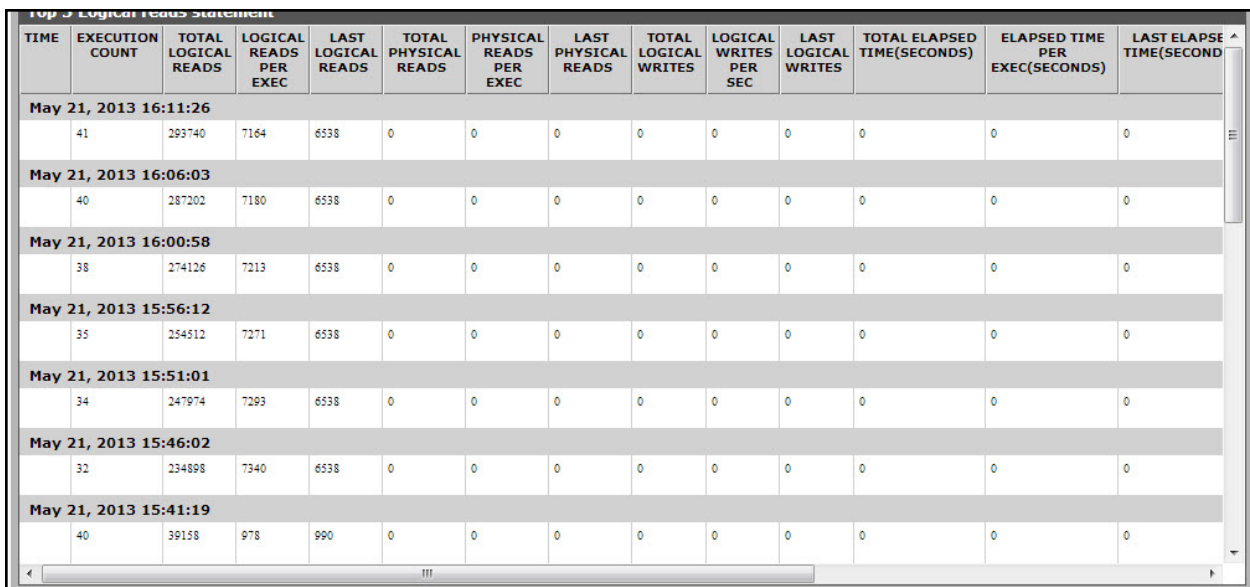 Top 5 Logical reads statement
TIME EXECUTION COUNT TOTAL LOGICAL READS LOGICAL READS PER EXEC LAST LOGICAL READS TOTAL PHYSICAL READS PHYSICAL READS PER EXEC LAST PHYSICAL READS TOTAL LOGICAL WRITES LOGICAL WRITES PER SEC LAST LOGICAL WRITES TOTAL ELAPSED TIME(SECONDS) ELAPSED TIME PER EXEC(SECONDS) LAST ELAPSE TIME(SECOND
May 21, 2013 16:11:26
41 293740 7164 6538 0 0 0 0 0 0 0 0 0
May 21, 2013 16:06:03
40 287202 7180 6538 0 0 0 0 0 0 0 0 0
May 21, 2013 16:00:58
38 274126 7213 6538 0 0 0 0 0 0 0 0 0
May 21, 2013 15:56:12
35 254512 7271 6538 0 0 0 0 0 0 0 0 0
May 21, 2013 15:51:01
34 247974 7293 6538 0 0 0 0 0 0 0 0 0
May 21, 2013 15:46:02
32 234898 7340 6538 0 0 0 0 0 0 0 0 0
May 21, 2013 15:41:19
40 39158 978 990 0 0 0 0 0 0 0 0 0